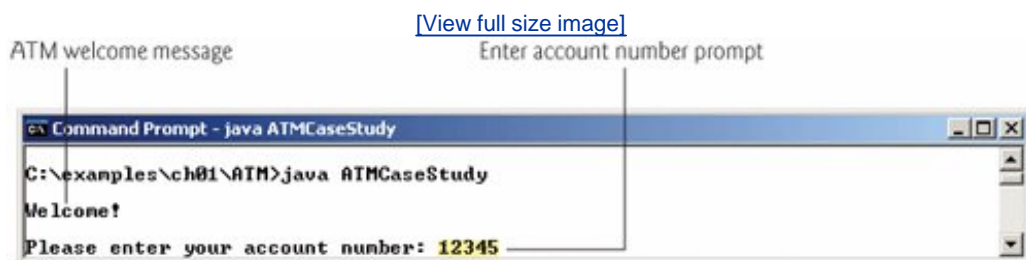 [View full size image]
ATM welcome message
Enter account number prompt
Command Prompt - java ATMCaseStudy
C:\examples\ch01\ATM>java ATMCaseStudy
Welcome!
Please enter your account number: 12345